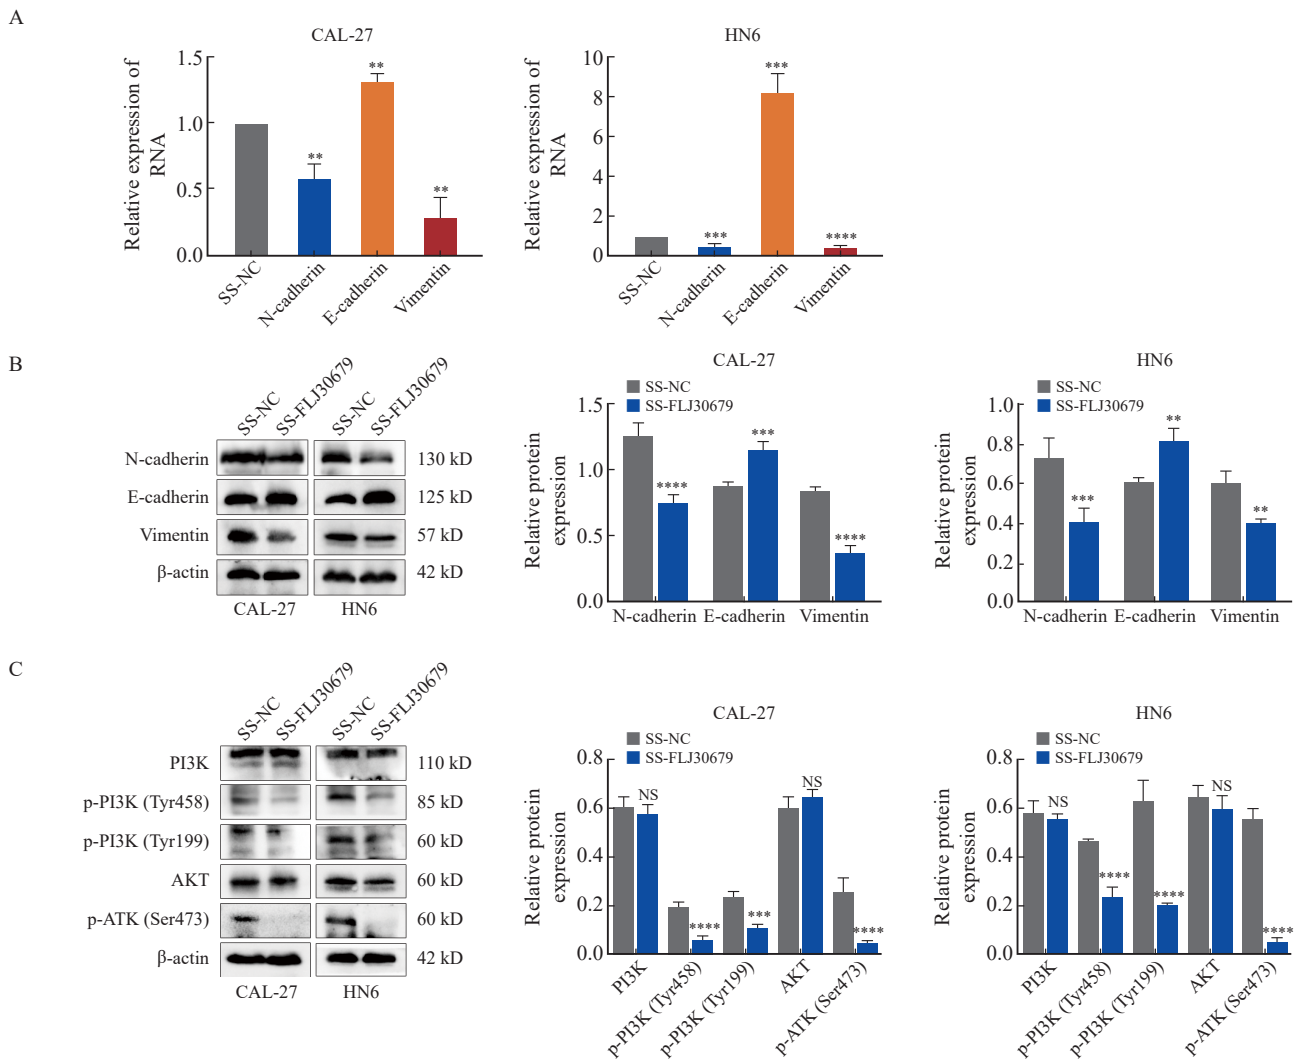 A
CAL-27
Relative expression of
RNA
1.5
1.0
0.5
0.0
**
**
**
SS-NC
N-cadherin
E-cadherin
Vimentin
HN6
Relative expression of
RNA
10
8
6
4
2
0
***
***
****
SS-NC
N-cadherin
E-cadherin
Vimentin
B
SS-NC
SS-FLJ30679
SS-NC
SS-FLJ30679
N-cadherin
130 kD
E-cadherin
125 kD
Vimentin
57 kD
β-actin
42 kD
CAL-27
HN6
CAL-27
SS-NC
SS-FLJ30679
Relative protein
expression
1.5
1.0
0.5
0.0
****
***
****
N-cadherin
E-cadherin
Vimentin
HN6
SS-NC
SS-FLJ30679
Relative protein
expression
1.0
0.8
0.6
0.4
0.2
0.0
***
**
**
N-cadherin
E-cadherin
Vimentin
C
SS-NC
SS-FLJ30679
SS-NC
SS-FLJ30679
PI3K
110 kD
p-PI3K (Tyr458)
85 kD
p-PI3K (Tyr199)
60 kD
AKT
60 kD
p-ATK (Ser473)
60 kD
β-actin
42 kD
CAL-27
HN6
CAL-27
SS-NC
SS-FLJ30679
Relative protein
expression
0.8
0.6
0.4
0.2
0.0
NS
****
***
NS
****
PI3K
p-PI3K (Tyr458)
p-PI3K (Tyr199)
AKT
p-ATK (Ser473)
HN6
SS-NC
SS-FLJ30679
Relative protein
expression
0.8
0.6
0.4
0.2
0.0
NS
****
****
NS
****
PI3K
p-PI3K (Tyr458)
p-PI3K (Tyr199)
AKT
p-ATK (Ser473)